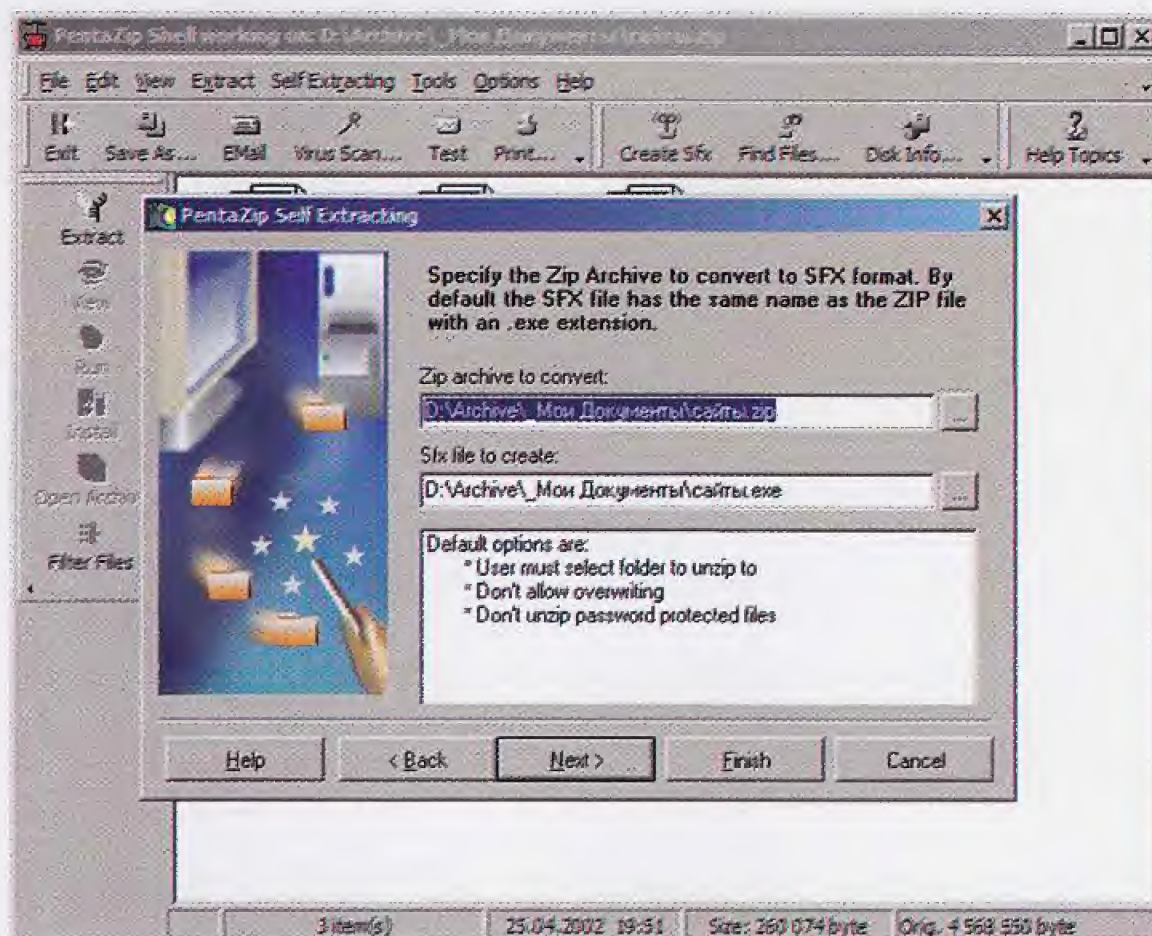 PentaZip Shell working on: D:\Archive\_Мои Документы\сайты.zip
File Edit View Extract SelfExtracting Tools Options Help
Exit Save As... EMail Virus Scan... Test Print... Create Sfx Find Files... Disk Info... Help Topics
Extract
View
Run
Install
Open Archiv
Filter Files
PentaZip Self Extracting
Specify the Zip Archive to convert to SFX format. By
default the SFX file has the same name as the ZIP file
with an .exe extension.
Zip archive to convert:
D:\Archive\_Мои Документы\сайты.zip
...
Sfx file to create:
D:\Archive\_Мои Документы\сайты.exe
...
Default options are:
* User must select folder to unzip to
* Don't allow overwriting
* Don't unzip password protected files
Help < Back Next > Finish Cancel
3 item(s) 25.04.2002 19:51 Size: 260 074 byte Orig. 4 568 550 byte